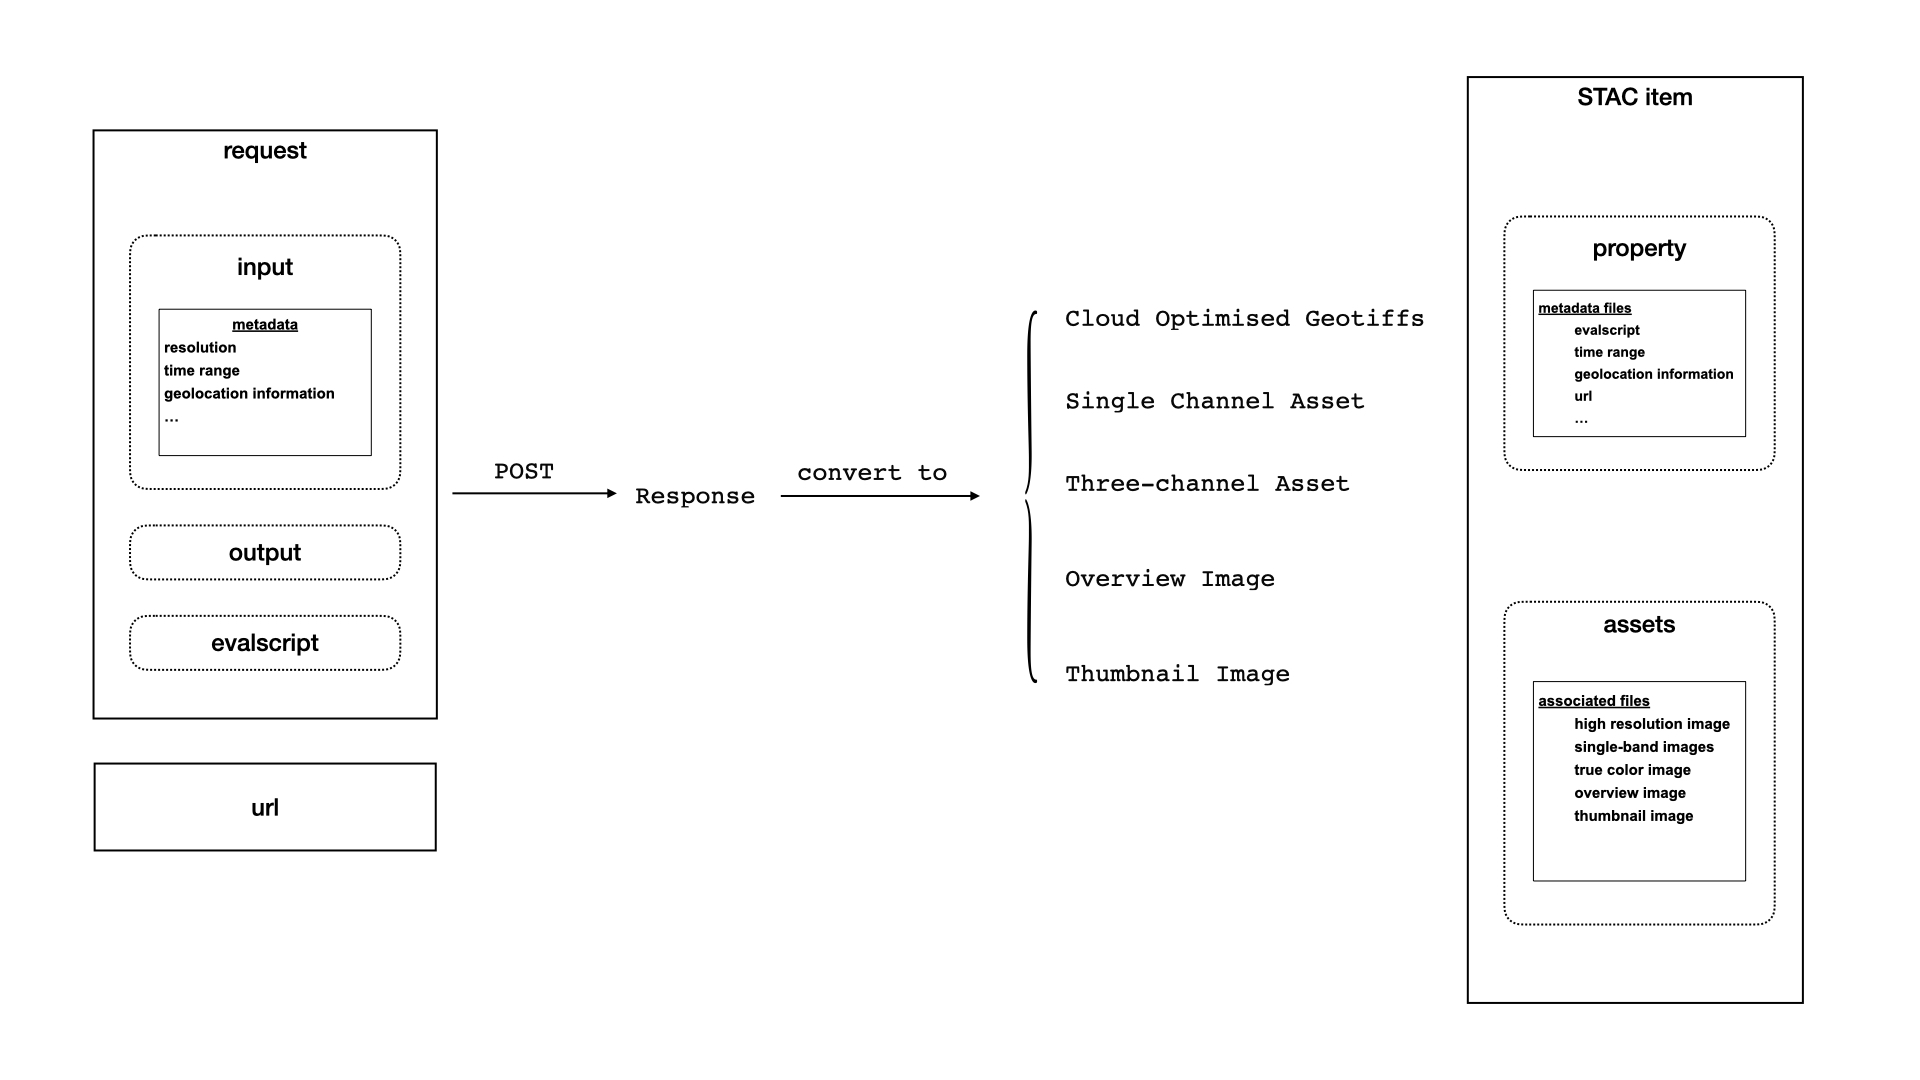 request
input
metadata
resolution
time range
geolocation information
...
output
evalscript
url
POST
Response
convert to
Cloud Optimised Geotiffs
Single Channel Asset
Three-channel Asset
Overview Image
Thumbnail Image
STAC item
property
metadata files
evalscript
time range
geolocation information
url
...
assets
associated files
high resolution image
single-band images
true color image
overview image
thumbnail image